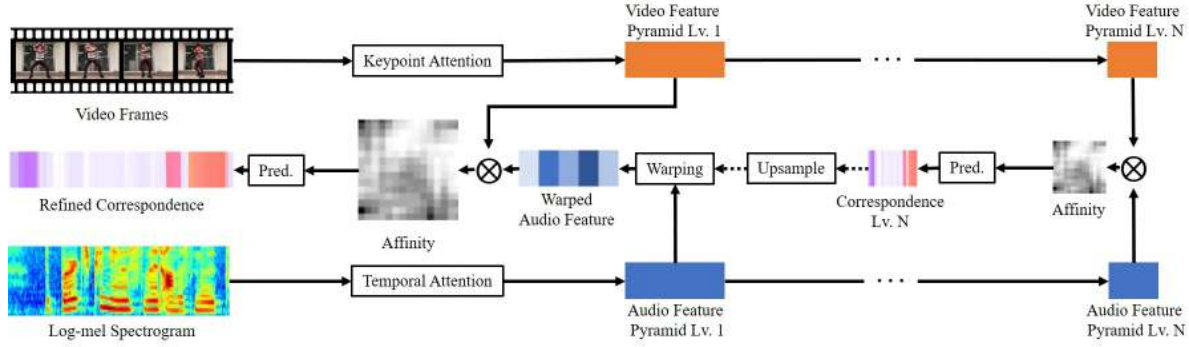 Video Feature
Pyramid Lv. 1
Video Feature
Pyramid Lv. N
Keypoint Attention
. . .
Video Frames
Pred.
Warping
Upsample
Pred.
Refined Correspondence
Affinity
Warped
Audio Feature
Correspondence
Lv. N
Affinity
Temporal Attention
. . .
Log-mel Spectrogram
Audio Feature
Pyramid Lv. 1
Audio Feature
Pyramid Lv. N